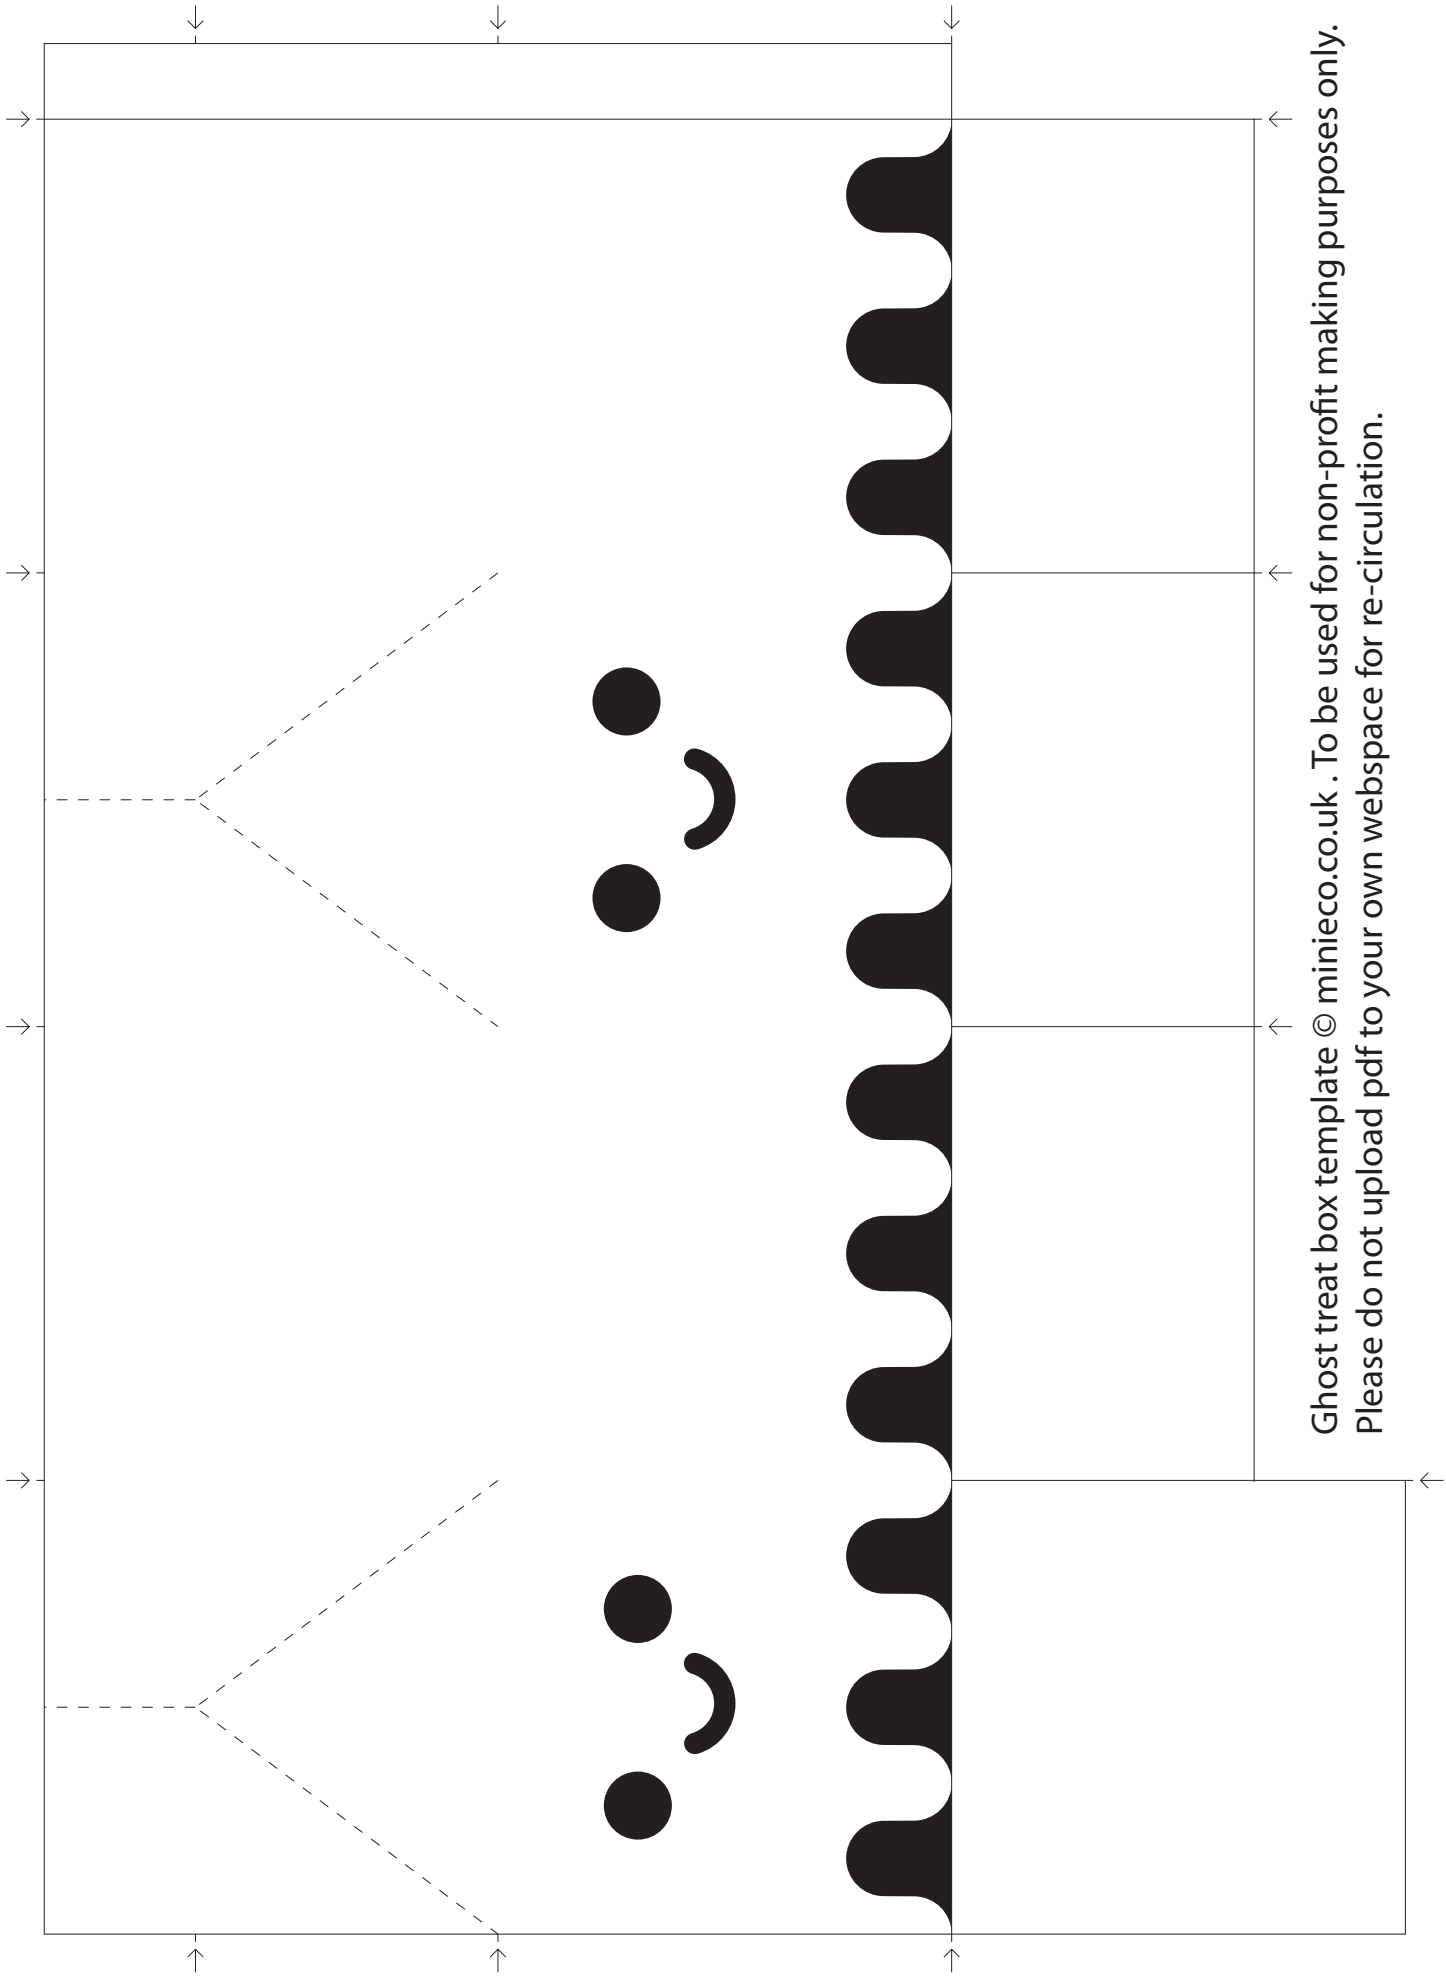 Ghost treat box template © minieco.co.uk . To be used for non-profit making purposes only.
Please do not upload pdf to your own webspace for re-circulation.